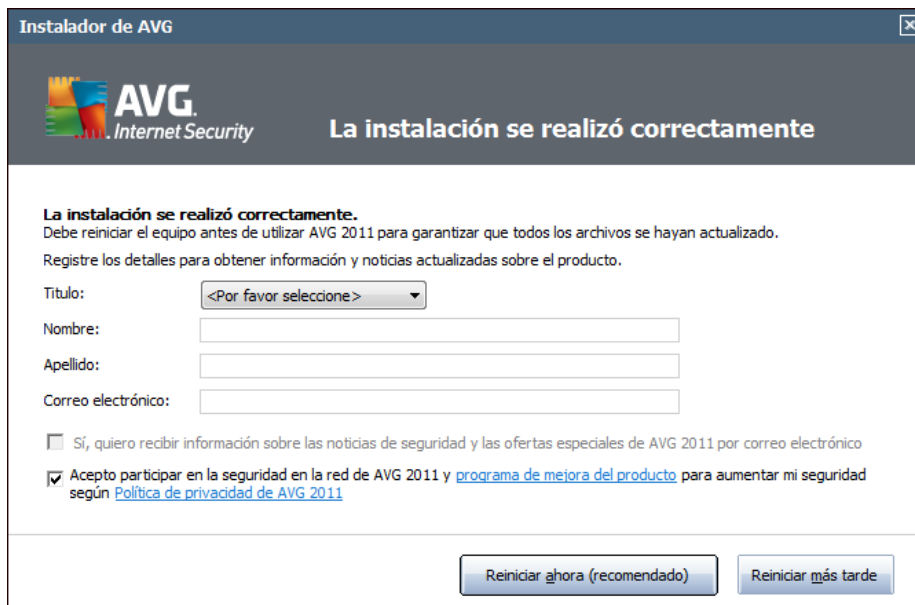 Instalador de AVG
AVG.
Internet Security
La instalación se realizó correctamente
La instalación se realizó correctamente.
Debe reiniciar el equipo antes de utilizar AVG 2011 para garantizar que todos los archivos se hayan actualizado.
Registre los detalles para obtener información y noticias actualizadas sobre el producto.
Titulo:
<Por favor seleccione>
Nombre:
Apellido:
Correo electrónico:
Sí, quiero recibir información sobre las noticias de seguridad y las ofertas especiales de AVG 2011 por correo electrónico
Acepto participar en la seguridad en la red de AVG 2011 y programa de mejora del producto para aumentar mi seguridad
según Política de privacidad de AVG 2011
Reiniciar ahora (recomendado)
Reiniciar más tarde